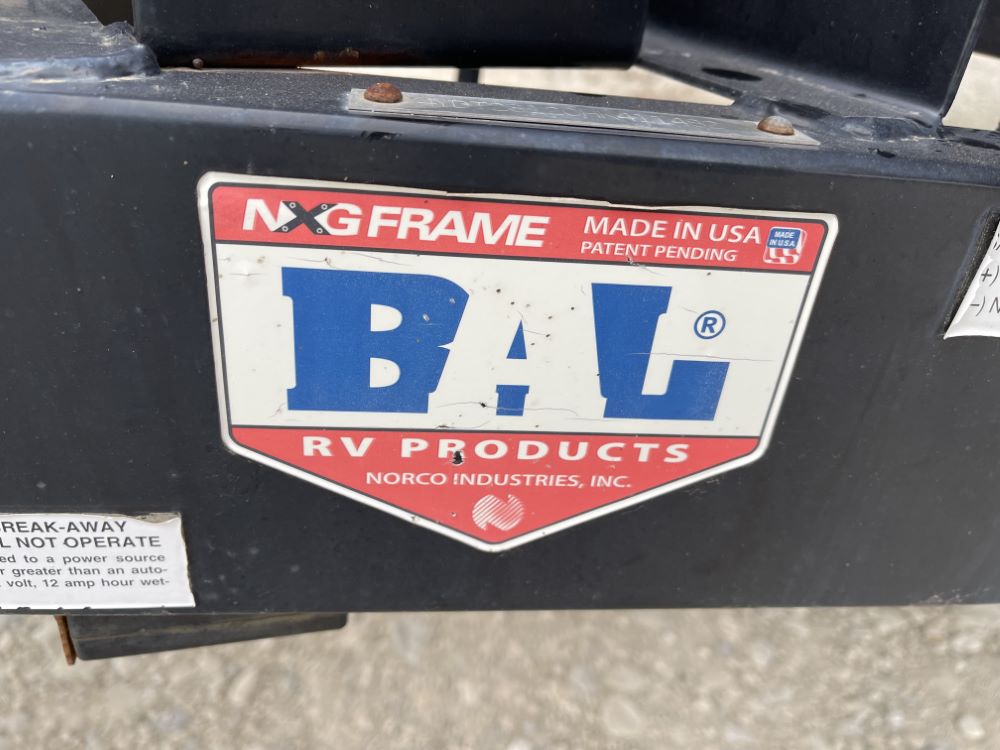 NXG FRAME
MADE IN USA
PATENT PENDING
MADE
IN USA
BAL®
RV PRODUCTS
NORCO INDUSTRIES, INC.
REAK-AWAY
L NOT OPERATE
ed to a power source
r greater than an auto-
volt, 12 amp hour wet-
+)
-) N